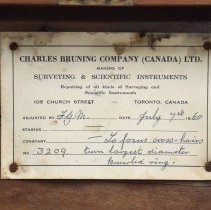 CHARLES BRUNING COMPANY (CANADA) LTD.
MAKERS OF
SURVEYING & SCIENTIFIC INSTRUMENTS
Repairing of all kinds of Surveying and
Scientific Instruments
105 CHURCH STREET TORONTO, CANADA
ADJUSTED BY F.G.M. DATE July 7th 1960
STADIAE
CONSTANT To focus cross-hairs
NO. 3209 turn largest diameter
knurled ring.